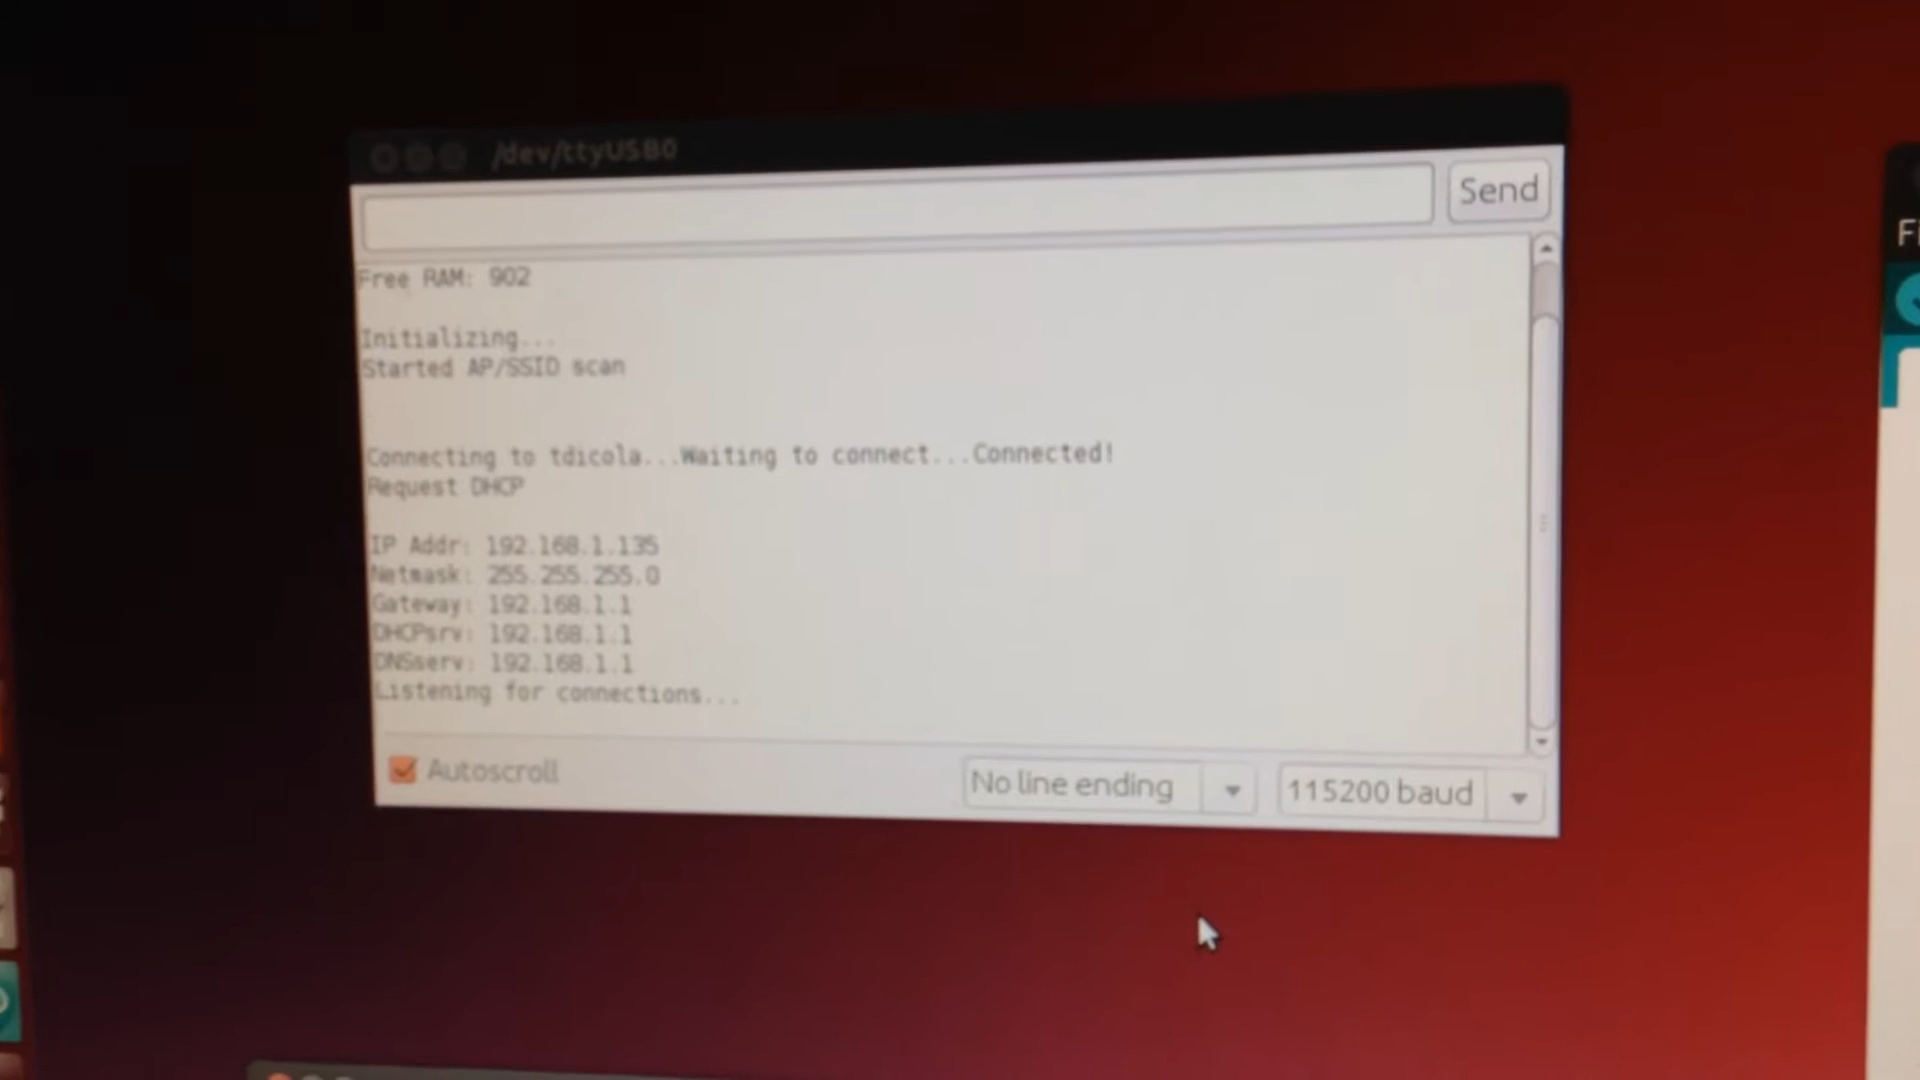 /dev/ttyUSB0
Send
Free RAM: 902
Initializing...
Started AP/SSID scan
Connecting to tdicola...Waiting to connect...Connected!
Request DHCP
IP Addr: 192.168.1.135
Netmask: 255.255.255.0
Gateway: 192.168.1.1
DHCPsrv: 192.168.1.1
DNSserv: 192.168.1.1
Listening for connections...
Autoscroll
No line ending
115200 baud